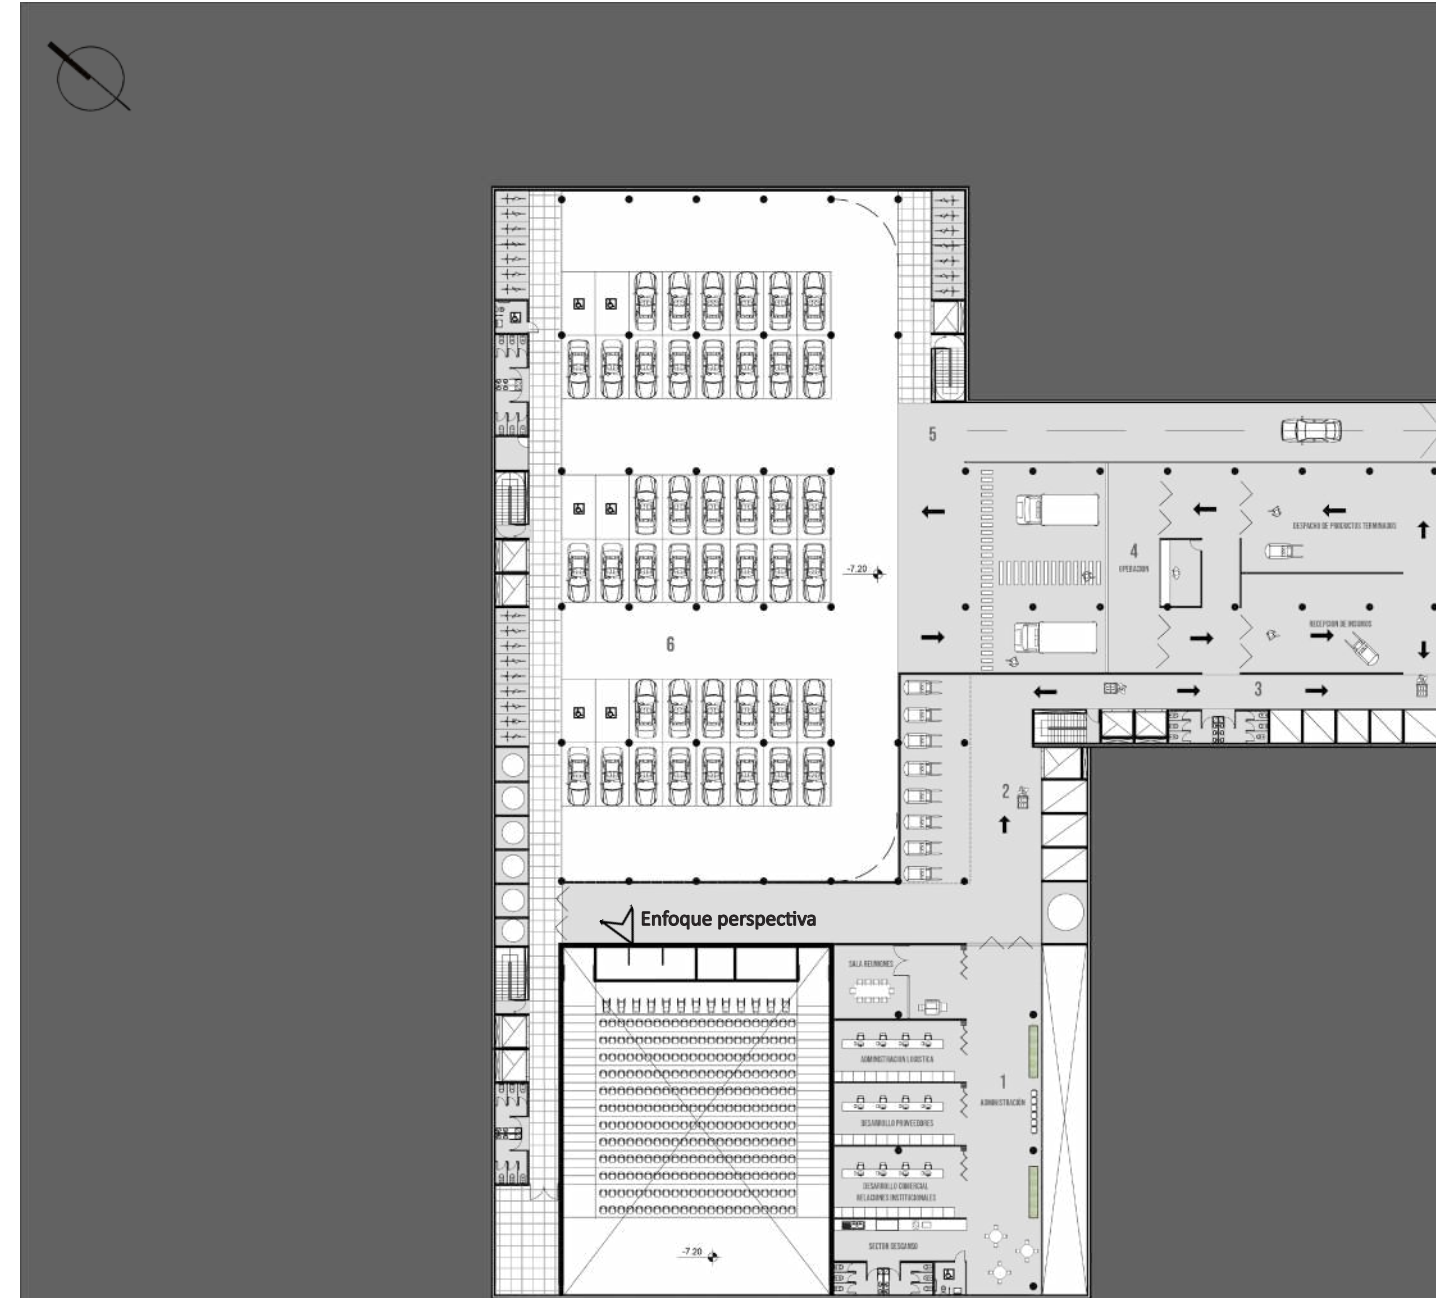 5
DESPACHO DE PRODUCTOS TERMINADOS
4
OPERACION
-7.20
RECEPCION DE INSUMOS
6
3
2
Enfoque perspectiva
SALA REUNIONES
ADMINISTRACION LOGISTICA
1
ADMINISTRACIÓN
DESARROLLO PROVEEDORES
DESARROLLO COMERCIAL
RELACIONES INSTITUCIONALES
SECTOR DESCANSO
-7.20